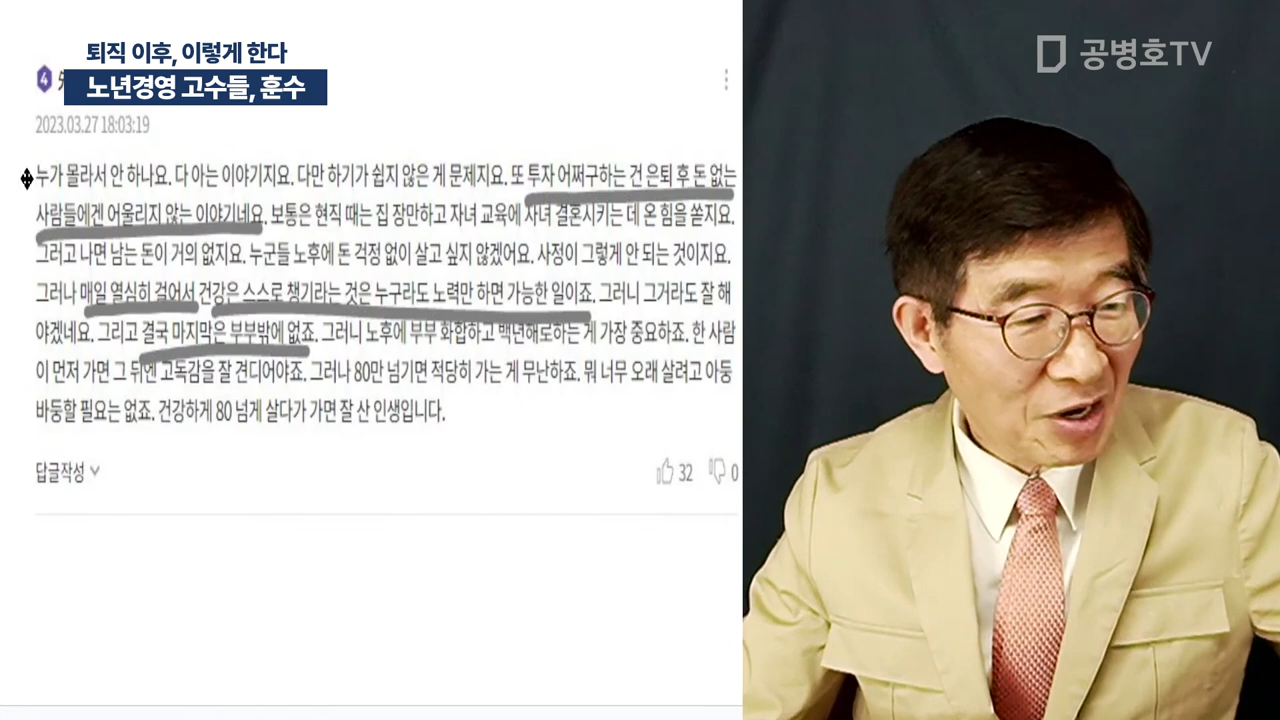 퇴직 이후, 이렇게 한다
노년경영 고수들, 훈수
공병호TV
4
2023.03.27 18:03:19
누가 몰라서 안 하나요. 다 아는 이야기지요. 다만 하기가 쉽지 않은 게 문제지요. 또 투자 어쩌구하는 건 은퇴 후 돈 없는
사람들에겐 어울리지 않는 이야기네요. 보통은 현직 때는 집 장만하고 자녀 교육에 자녀 결혼시키는 데 온 힘을 쏟지요.
그러고 나면 남는 돈이 거의 없지요. 누군들 노후에 돈 걱정 없이 살고 싶지 않겠어요. 사정이 그렇게 안 되는 것이지요.
그러나 매일 열심히 걸어서 건강은 스스로 챙기라는 것은 누구라도 노력만 하면 가능한 일이죠. 그러니 그거라도 잘 해
야겠네요. 그리고 결국 마지막은 부부밖에 없죠. 그러니 노후에 부부 화합하고 백년해로하는 게 가장 중요하죠. 한 사람
이 먼저 가면 그 뒤엔 고독감을 잘 견디어야죠. 그러나 80만 넘기면 적당히 가는 게 무난하죠. 뭐 너무 오래 살려고 아둥
바둥할 필요는 없죠. 건강하게 80 넘게 살다가 가면 잘 산 인생입니다.
답글작성
32
0